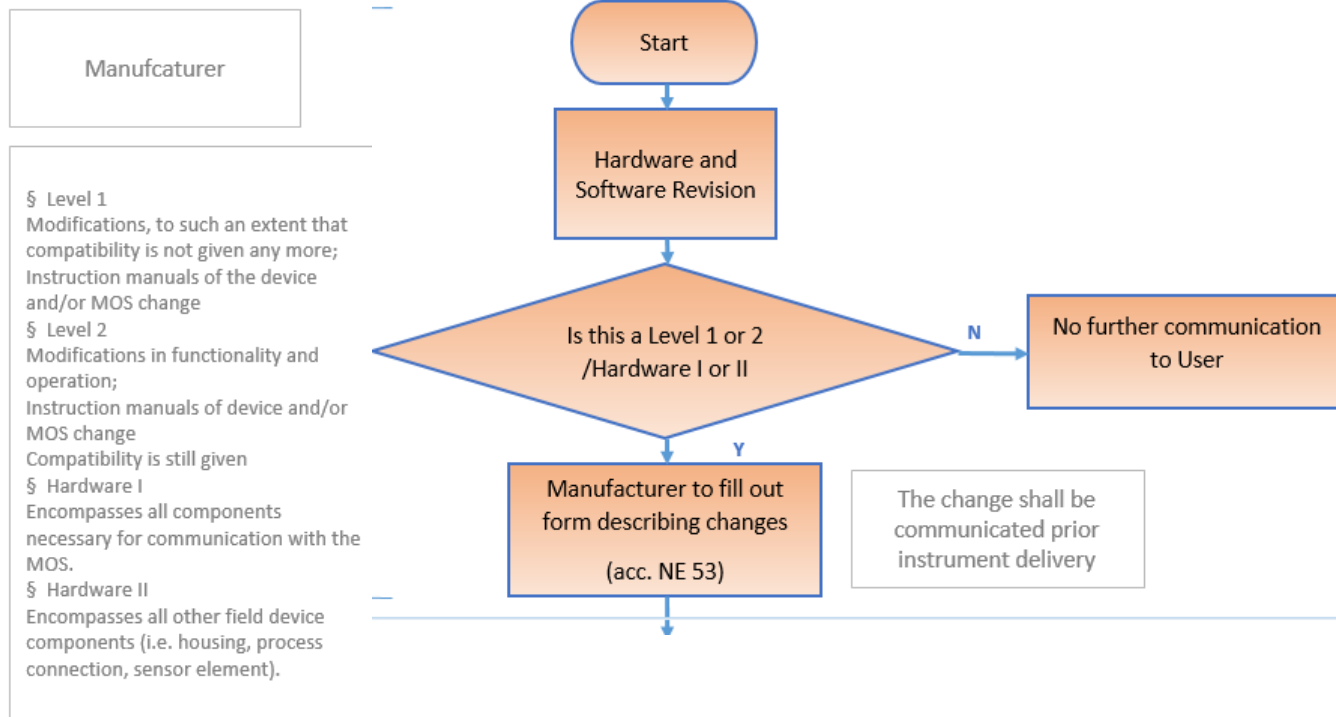 Manufcaturer
§ Level 1
Modifications, to such an extent that
compatibility is not given any more;
Instruction manuals of the device
and/or MOS change
§ Level 2
Modifications in functionality and
operation;
Instruction manuals of device and/or
MOS change
Compatibility is still given
§ Hardware I
Encompasses all components
necessary for communication with the
MOS.
§ Hardware II
Encompasses all other field device
components (i.e. housing, process
connection, sensor element).
Start
Hardware and
Software Revision
Is this a Level 1 or 2
/Hardware I or II
N
No further communication
to User
Y
Manufacturer to fill out
form describing changes
(acc. NE 53)
The change shall be
communicated prior
instrument delivery